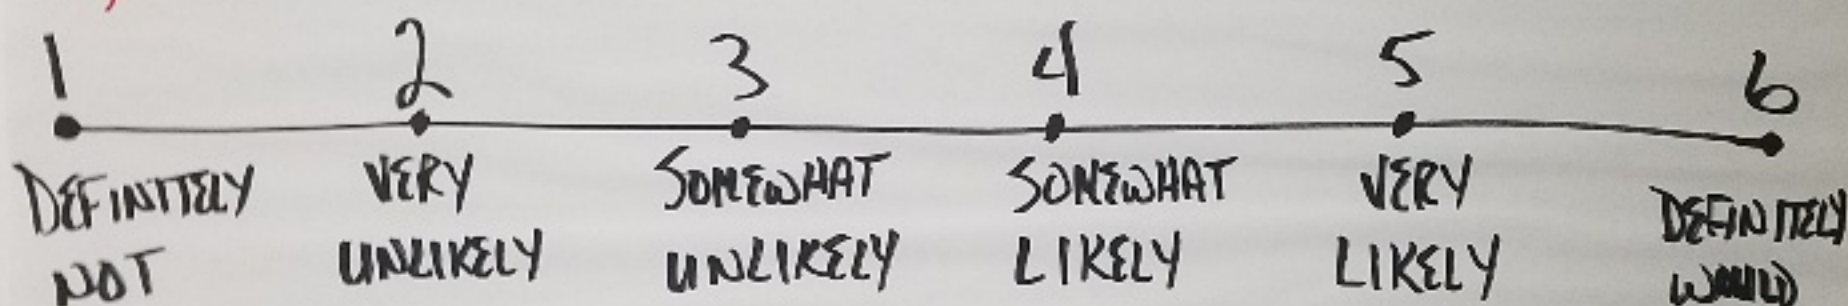 1 2 3 4 5 6
DEFINITELY VERY SOMEWHAT SOMEWHAT VERY DEFINITELY
NOT UNLIKELY UNLIKELY LIKELY LIKELY WOULD